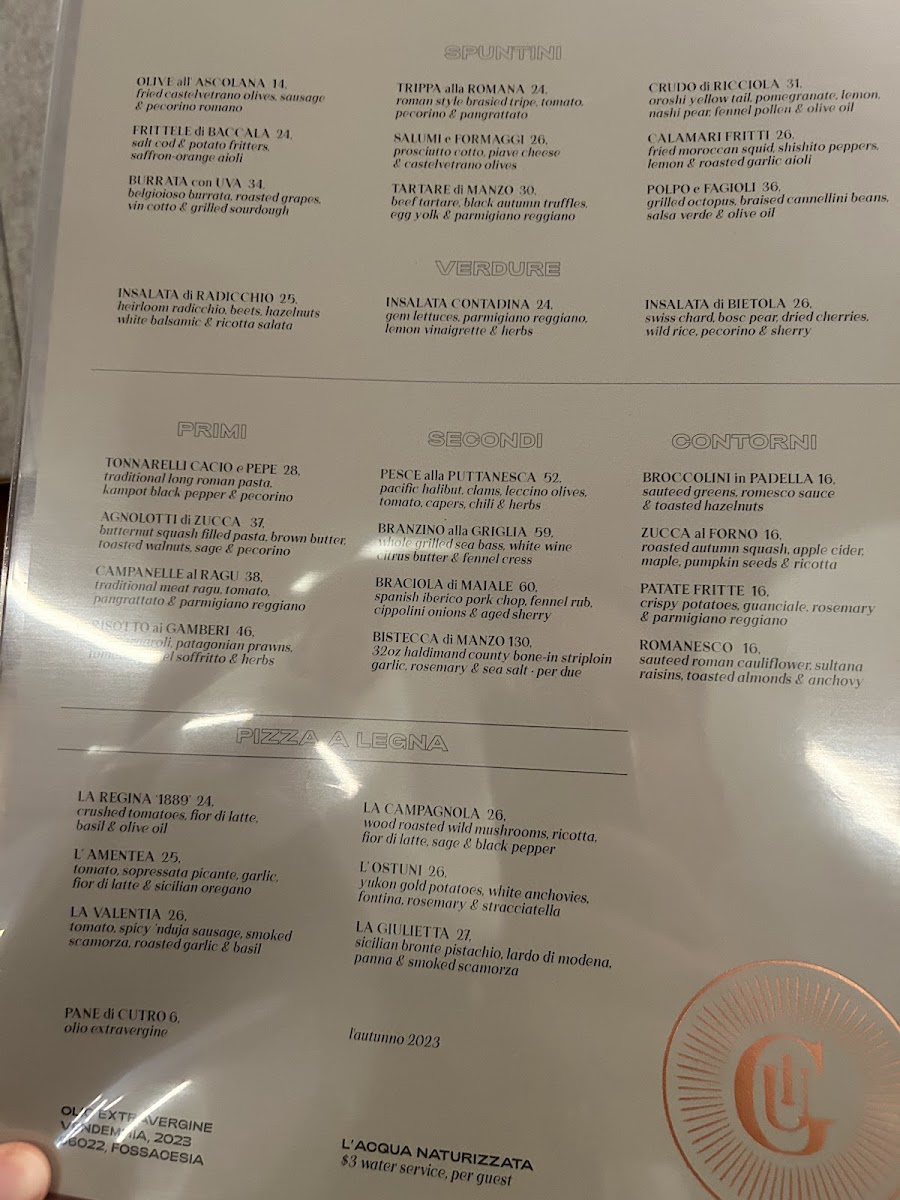 SPUNTINI
OLIVE all' ASCOLANA 14,
fried castelvetrano olives, sausage
& pecorino romano
FRITTELE di BACCALA 24,
salt cod & potato fritters,
saffron-orange aioli
BURRATA con UVA 34,
belgioioso burrata, roasted grapes,
vin cotto & grilled sourdough
TRIPPA alla ROMANA 24,
roman style brasied tripe, tomato,
pecorino & pangrattato
SALUMI e FORMAGGI 26,
prosciutto cotto, piave cheese
& castelvetrano olives
TARTARE di MANZO 30,
beef tartare, black autumn truffles,
egg yolk & parmigiano reggiano
CRUDO di RICCIOLA 31,
oroshi yellow tail, pomegranate, lemon,
nashi pear, fennel pollen & olive oil
CALAMARI FRITTI 26,
fried moroccan squid, shishito peppers,
lemon & roasted garlic aioli
POLPO e FAGIOLI 36,
grilled octopus, braised cannellini beans,
salsa verde & olive oil
VERDURE
INSALATA di RADICCHIO 25,
heirloom radicchio, beets, hazelnuts
white balsamic & ricotta salata
INSALATA CONTADINA 24,
gem lettuces, parmigiano reggiano,
lemon vinaigrette & herbs
INSALATA di BIETOLA 26,
swiss chard, bosc pear, dried cherries,
wild rice, pecorino & sherry
PRIMI
TONNARELLI CACIO e PEPE 28,
traditional long roman pasta,
kampot black pepper & pecorino
AGNOLOTTI di ZUCCA 37,
butternut squash filled pasta, brown butter,
toasted walnuts, sage & pecorino
CAMPANELLE al RAGU 38,
traditional meat ragu, tomato,
pangrattato & parmigiano reggiano
RISOTTO ai GAMBERI 46,
patagonian prawns,
soffritto & herbs
SECONDI
PESCE alla PUTTANESCA 52,
pacific halibut, clams, leccino olives,
tomato, capers, chili & herbs
BRANZINO alla GRIGLIA 59,
whole grilled sea bass, white wine
citrus butter & fennel cress
BRACIOLA di MAIALE 60,
spanish iberico pork chop, fennel rub,
cippolini onions & aged sherry
BISTECCA di MANZO 130,
32oz haldimand county bone-in striploin
garlic, rosemary & sea salt - per due
CONTORNI
BROCCOLINI in PADELLA 16,
sauteed greens, romesco sauce
& toasted hazelnuts
ZUCCA al FORNO 16,
roasted autumn squash, apple cider,
maple, pumpkin seeds & ricotta
PATATE FRITTE 16,
crispy potatoes, guanciale, rosemary
& parmigiano reggiano
ROMANESCO 16,
sauteed roman cauliflower, sultana
raisins, toasted almonds & anchovy
PIZZA A LEGNA
LA REGINA '1889' 24,
crushed tomatoes, fior di latte,
basil & olive oil
L' AMENTEA 25,
tomato, sopressata picante, garlic,
fior di latte & sicilian oregano
LA VALENTIA 26,
tomato, spicy 'nduja sausage, smoked
scamorza, roasted garlic & basil
LA CAMPAGNOLA 26,
wood roasted wild mushrooms, ricotta,
fior di latte, sage & black pepper
L' OSTUNI 26,
yukon gold potatoes, white anchovies,
fontina, rosemary & stracciatella
LA GIULIETTA 27,
sicilian bronte pistachio, lardo di modena,
panna & smoked scamorza
PANE di CUTRO 6,
olio extravergine
l'autunno 2023
OLIO EXTRAVERGINE
VENDEMMIA, 2023
66022, FOSSACESIA
L'ACQUA NATURIZZATA
$3 water service, per guest